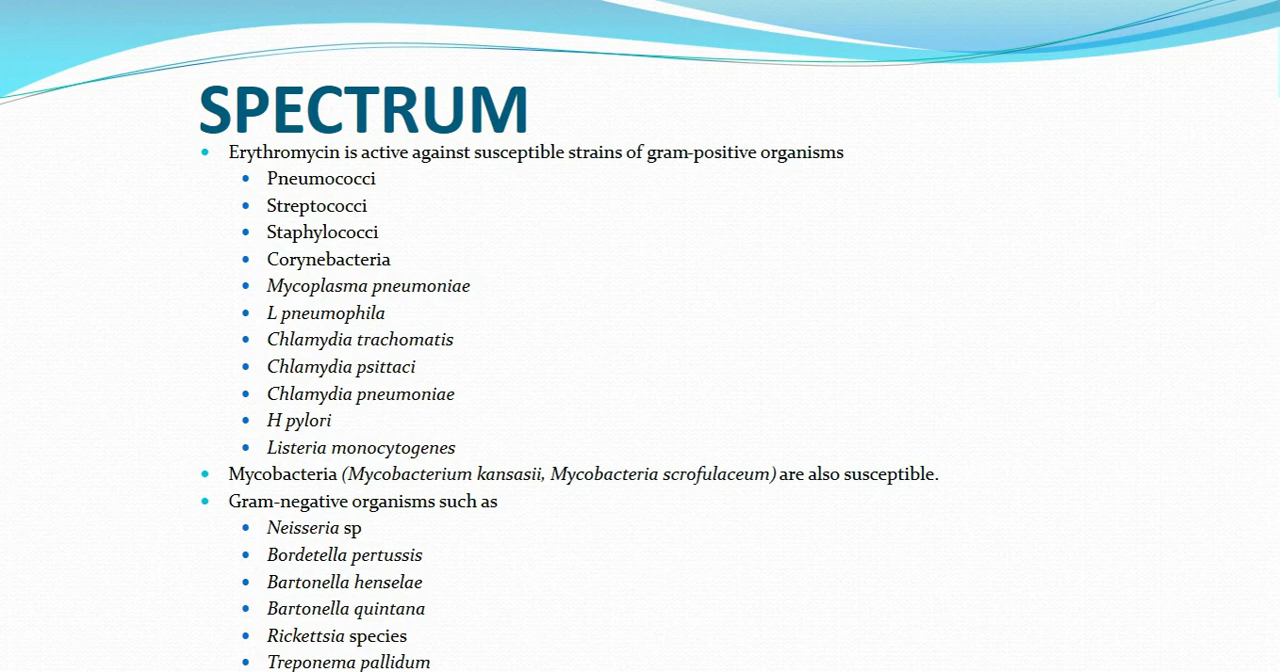 SPECTRUM
Erythromycin is active against susceptible strains of gram-positive organisms
Pneumococci
Streptococci
Staphylococci
Corynebacteria
Mycoplasma pneumoniae
L pneumophila
Chlamydia trachomatis
Chlamydia psittaci
Chlamydia pneumoniae
H pylori
Listeria monocytogenes
Mycobacteria (Mycobacterium kansasii, Mycobacteria scrofulaceum) are also susceptible.
Gram-negative organisms such as
Neisseria sp
Bordetella pertussis
Bartonella henselae
Bartonella quintana
Rickettsia species
Treponema pallidum